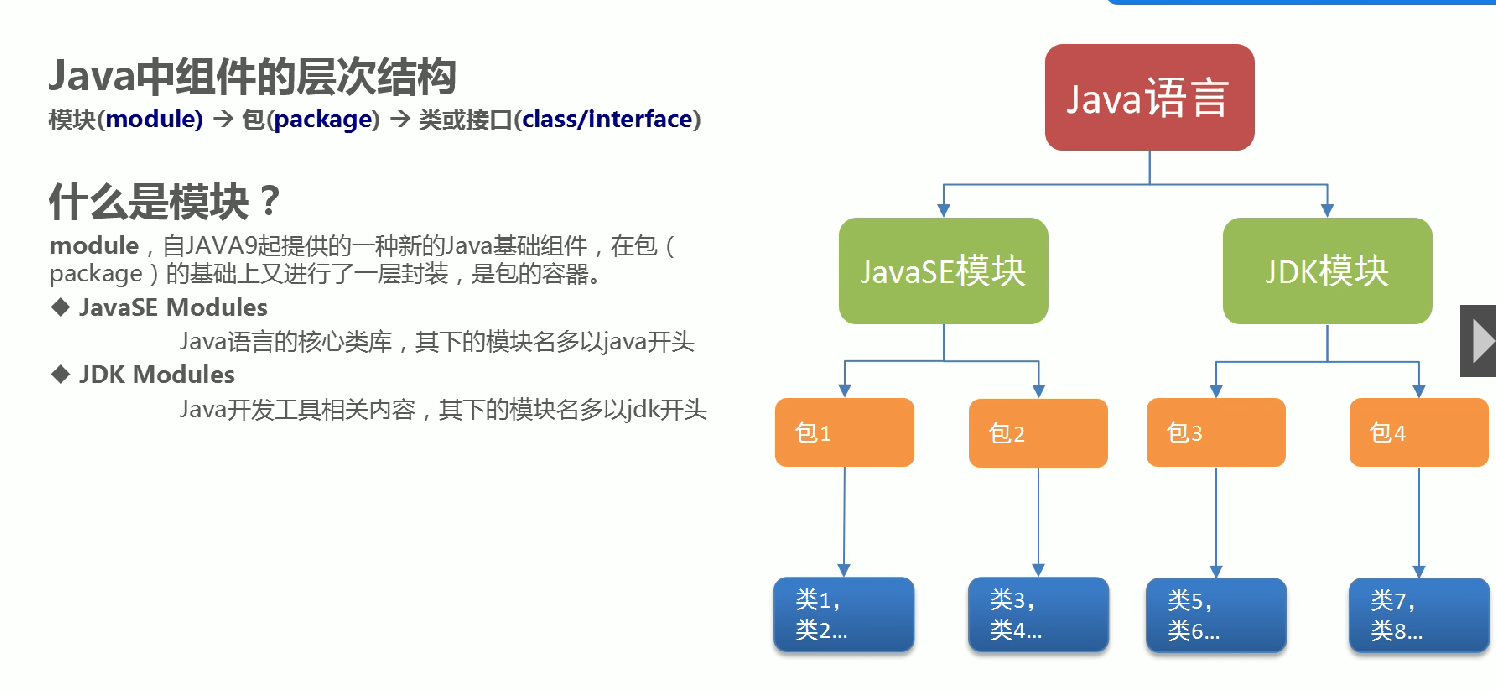 Java中组件的层次结构
模块(module) → 包(package) → 类或接口(class/interface)
什么是模块？
module，自JAVA9起提供的一种新的Java基础组件，在包（
package）的基础上又进行了一层封装，是包的容器。
◆ JavaSE Modules
Java语言的核心类库，其下的模块名多以java开头
◆ JDK Modules
Java开发工具相关内容，其下的模块名多以jdk开头
Java语言
JavaSE模块
JDK模块
包1
包2
包3
包4
类1,
类2...
类3,
类4...
类5,
类6...
类7,
类8...